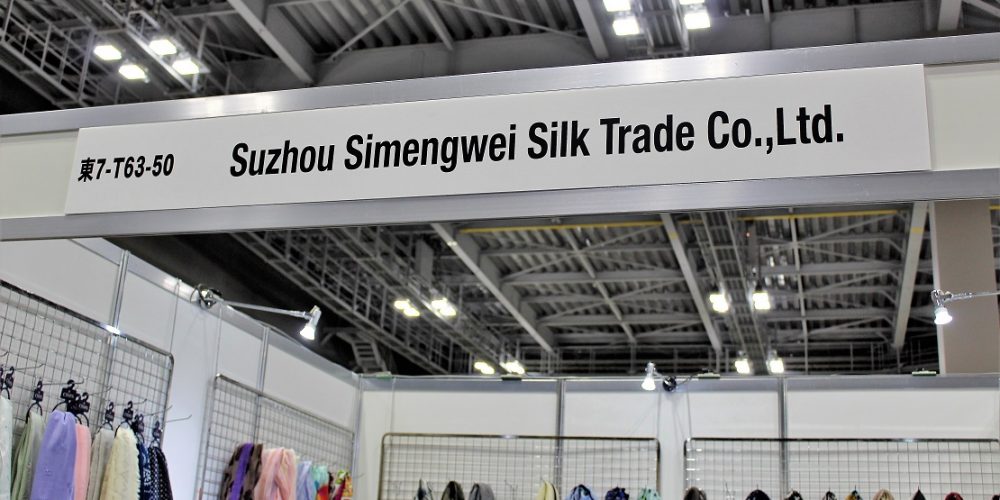 東7-T63-50 Suzhou Simengwei Silk Trade Co.,Ltd.